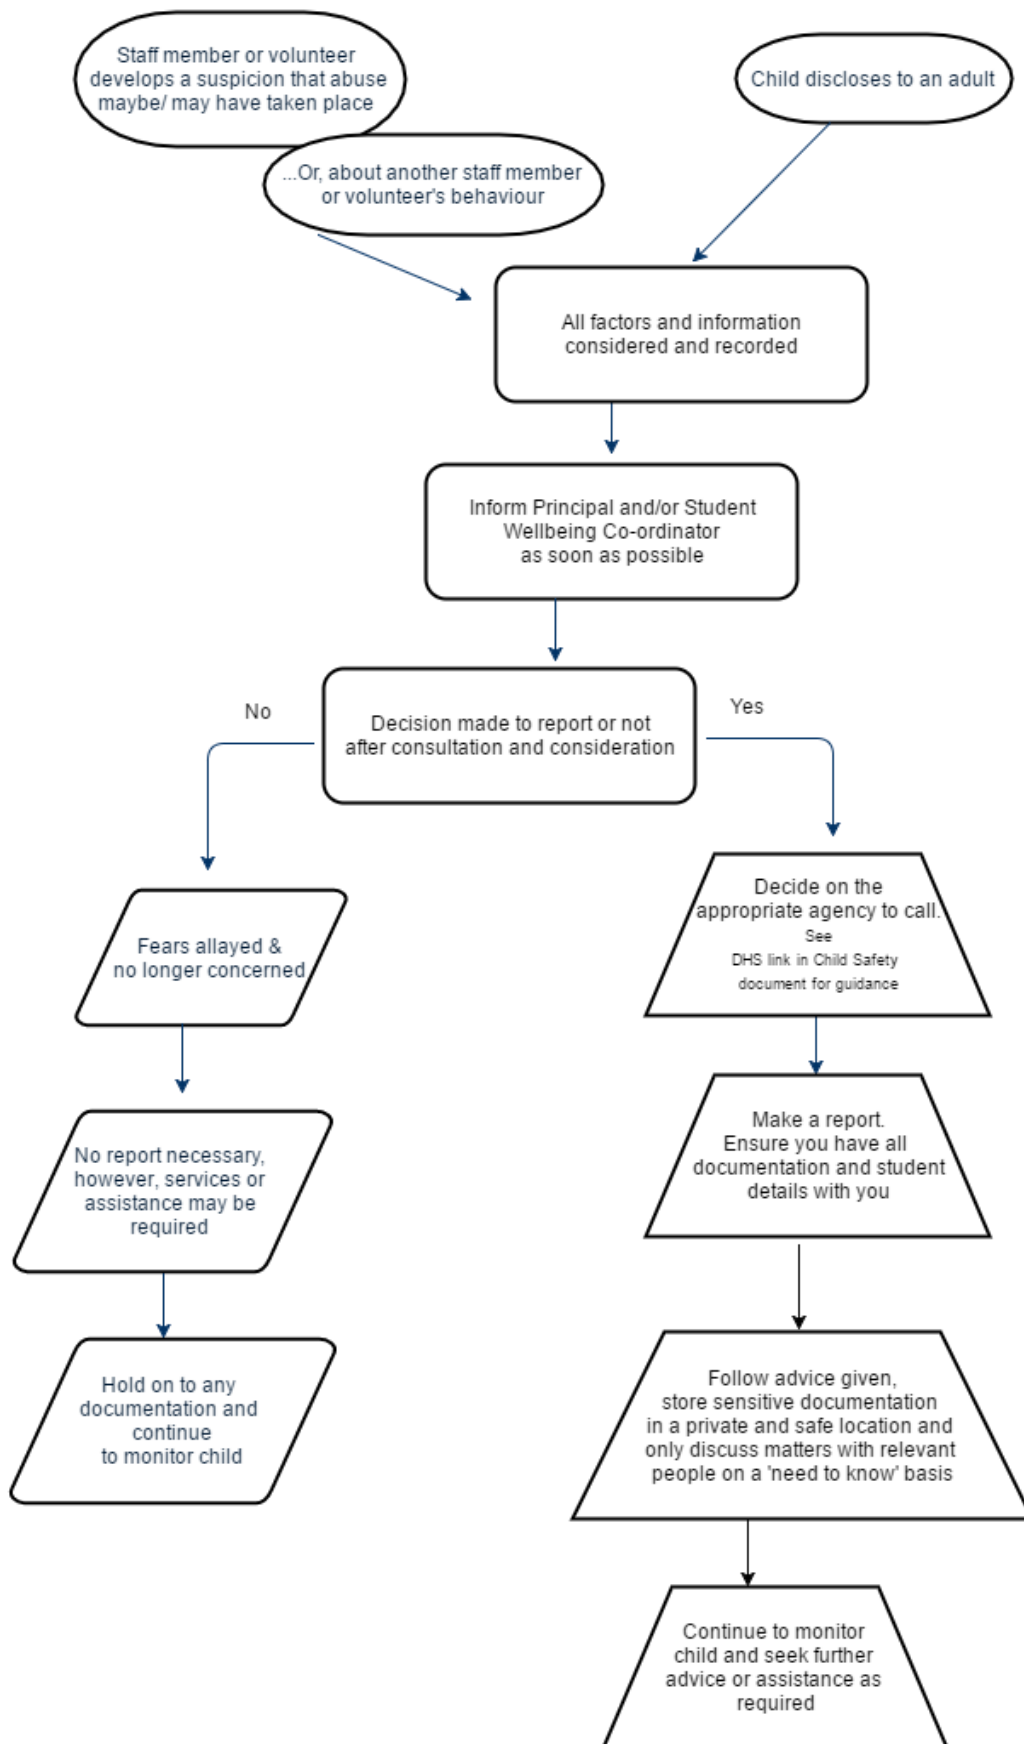 Staff member or volunteer
develops a suspicion that abuse
maybe/ may have taken place
Child discloses to an adult
...Or, about another staff member
or volunteer's behaviour
All factors and information
considered and recorded
Inform Principal and/or Student
Wellbeing Co-ordinator
as soon as possible
No
Yes
Decision made to report or not
after consultation and consideration
Fears allayed &
no longer concerned
No report necessary,
however, services or
assistance may be
required
Hold on to any
documentation and
continue
to monitor child
Decide on the
appropriate agency to call.
See
DHS link in Child Safety
document for guidance
Make a report.
Ensure you have all
documentation and student
details with you
Follow advice given,
store sensitive documentation
in a private and safe location and
only discuss matters with relevant
people on a 'need to know' basis
Continue to monitor
child and seek further
advice or assistance as
required